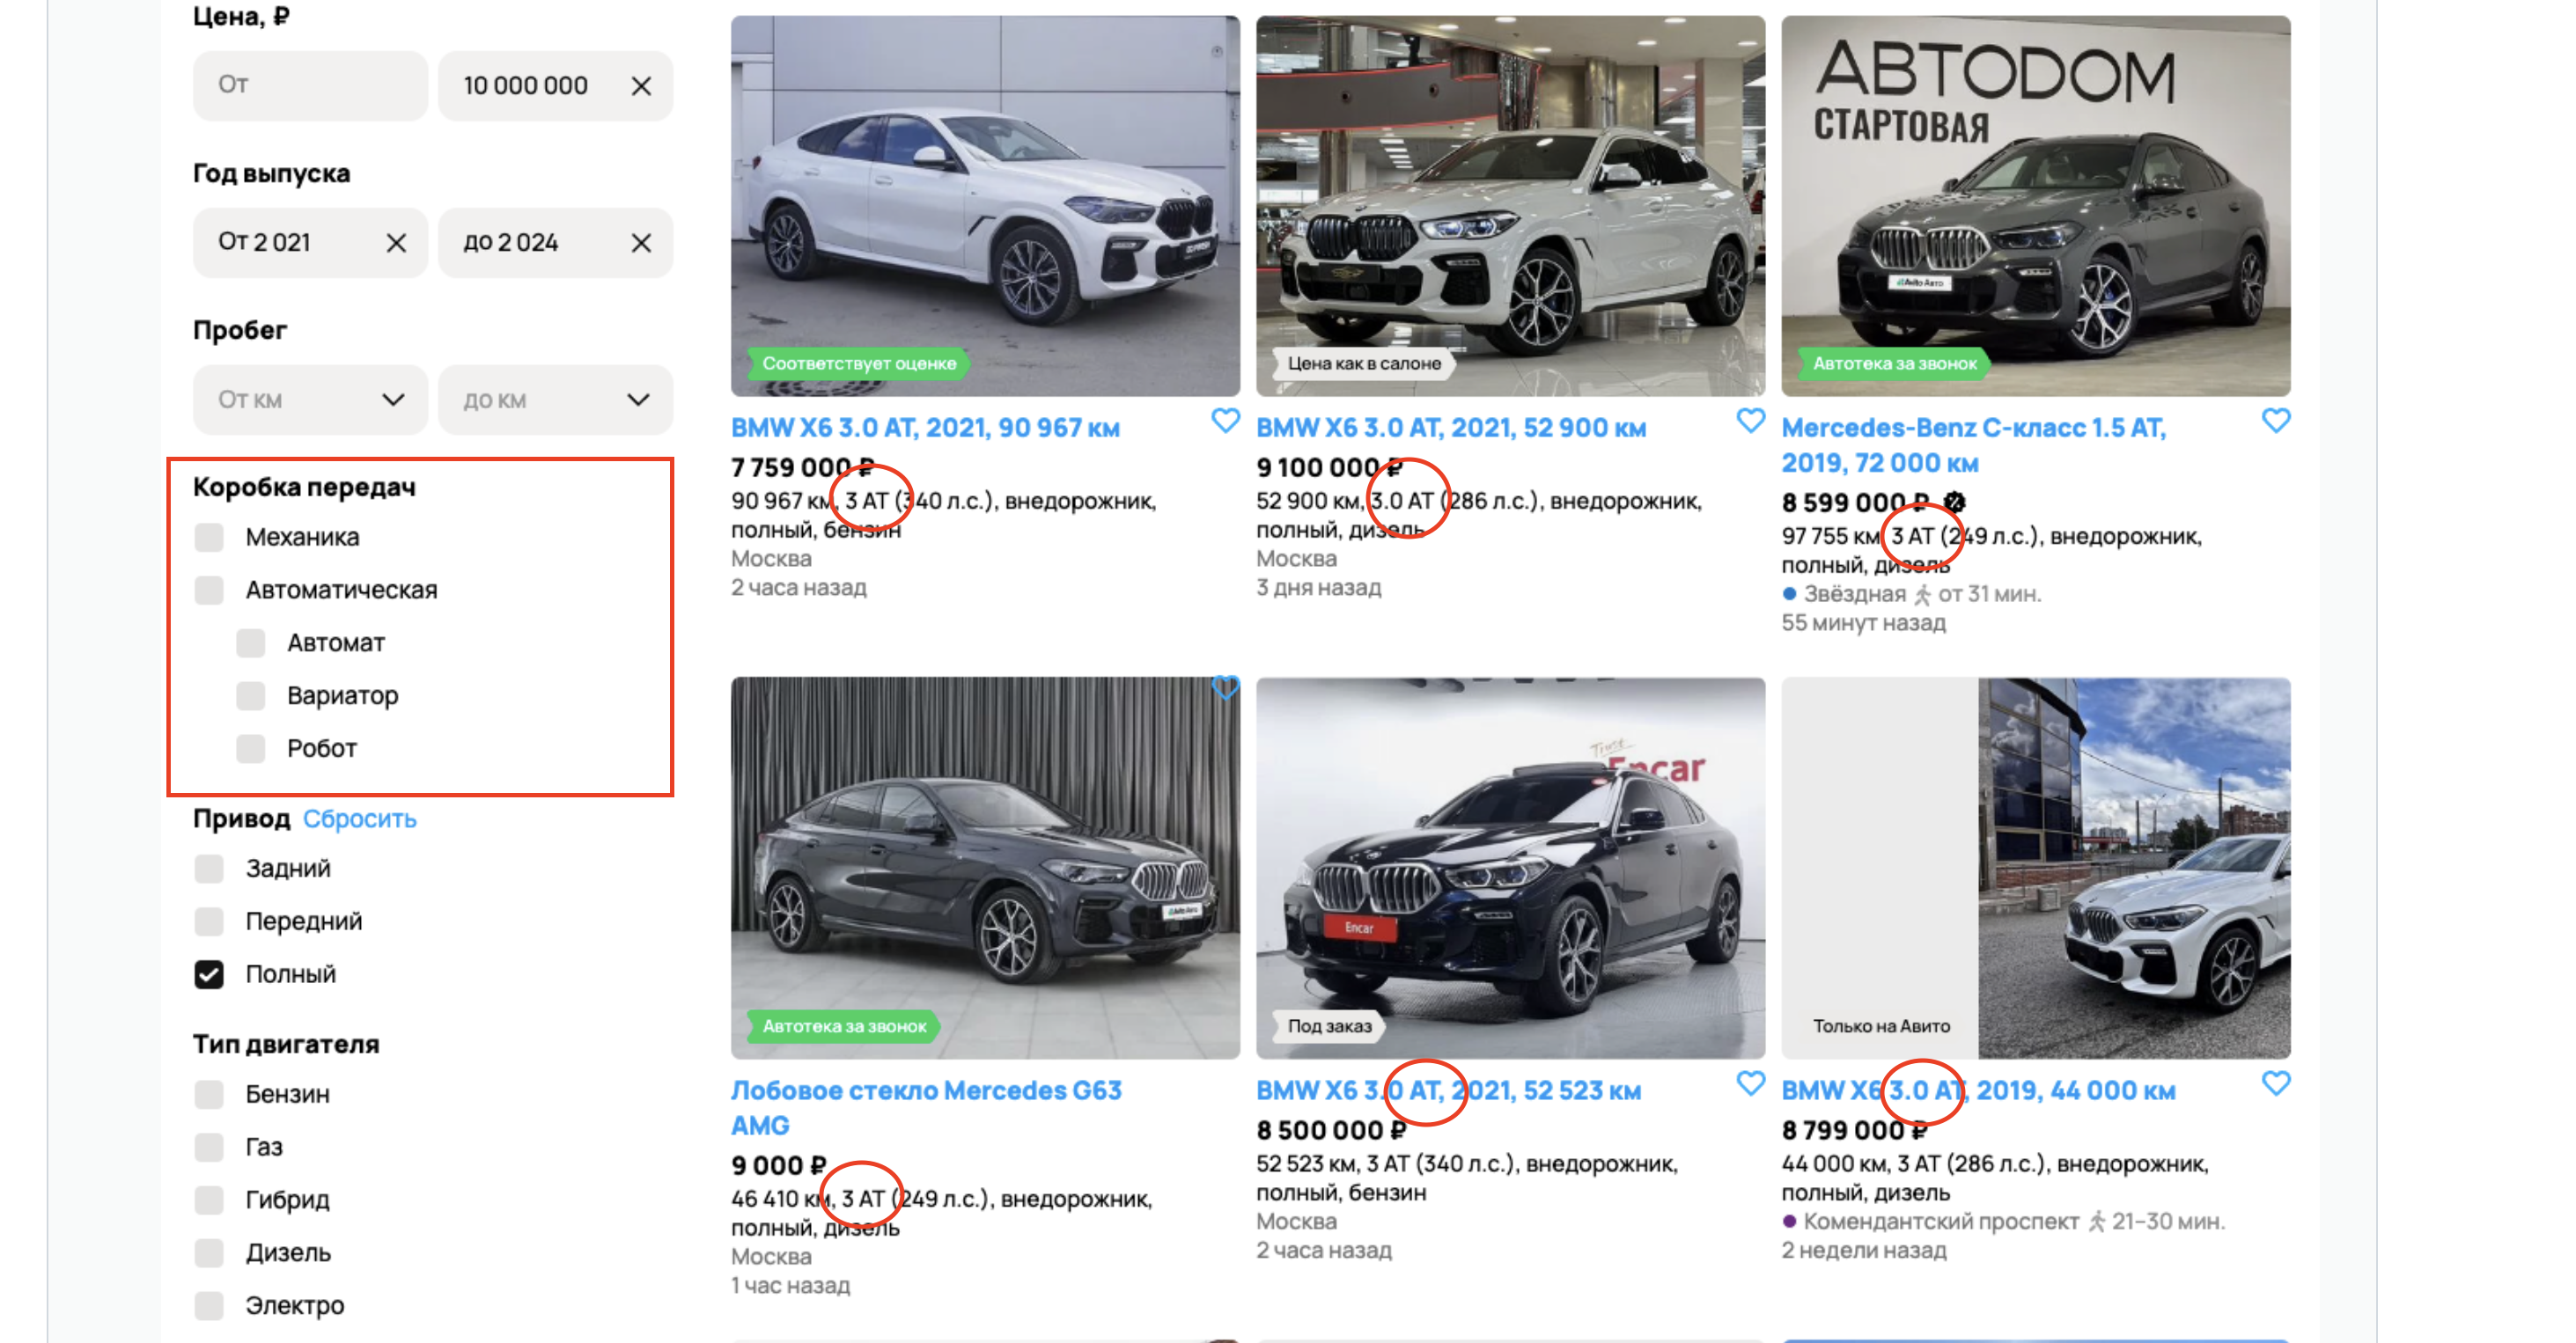 Цена, ₽
От
10 000 000
Год выпуска
От 2 021
до 2 024
Пробег
От км
до км
Коробка передач
Механика
Автоматическая
Автомат
Вариатор
Робот
Привод Сбросить
Задний
Передний
Полный
Тип двигателя
Бензин
Газ
Гибрид
Дизель
Электро
Соответствует оценке
BMW X6 3.0 AT, 2021, 90 967 км
7 759 000 ₽
90 967 км, 3 AT (340 л.с.), внедорожник,
полный, бензин
Москва
2 часа назад
Цена как в салоне
BMW X6 3.0 AT, 2021, 52 900 км
9 100 000 ₽
52 900 км, 3.0 AT (286 л.с.), внедорожник,
полный, дизель
Москва
3 дня назад
АВТОDОМ
СТАРТОВАЯ
Avito Авто
Автотека за звонок
Mercedes-Benz C-класс 1.5 AT,
2019, 72 000 км
8 599 000 ₽
97 755 км, 3 AT (249 л.с.), внедорожник,
полный, дизель
Звёздная от 31 мин.
55 минут назад
Avito Авто
Автотека за звонок
Лобовое стекло Mercedes G63
AMG
9 000 ₽
46 410 км, 3 AT (249 л.с.), внедорожник,
полный, дизель
Москва
1 час назад
Trust
Encar
Encar
Под заказ
BMW X6 3.0 AT, 2021, 52 523 км
8 500 000 ₽
52 523 км, 3 AT (340 л.с.), внедорожник,
полный, бензин
Москва
2 часа назад
Только на Авито
BMW X6 3.0 AT, 2019, 44 000 км
8 799 000 ₽
44 000 км, 3 AT (286 л.с.), внедорожник,
полный, дизель
Комендантский проспект 21–30 мин.
2 недели назад